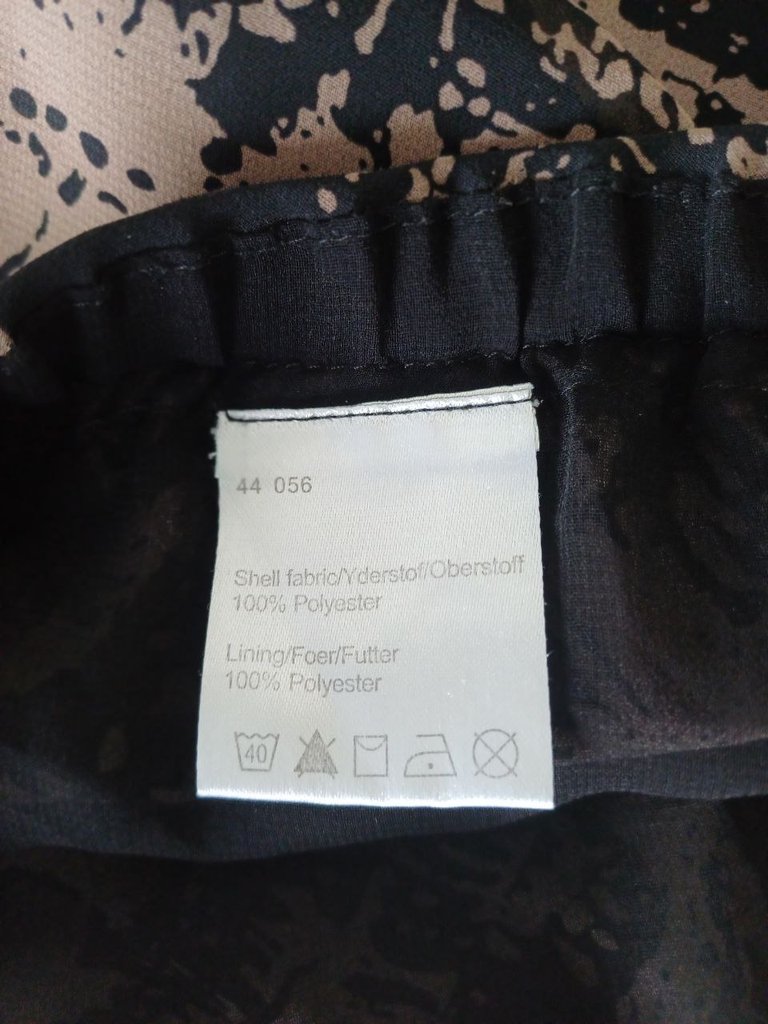 44 056
Shell fabric/Yderstof/Oberstoff
100% Polyester
Lining/Foer/Futter
100% Polyester
40